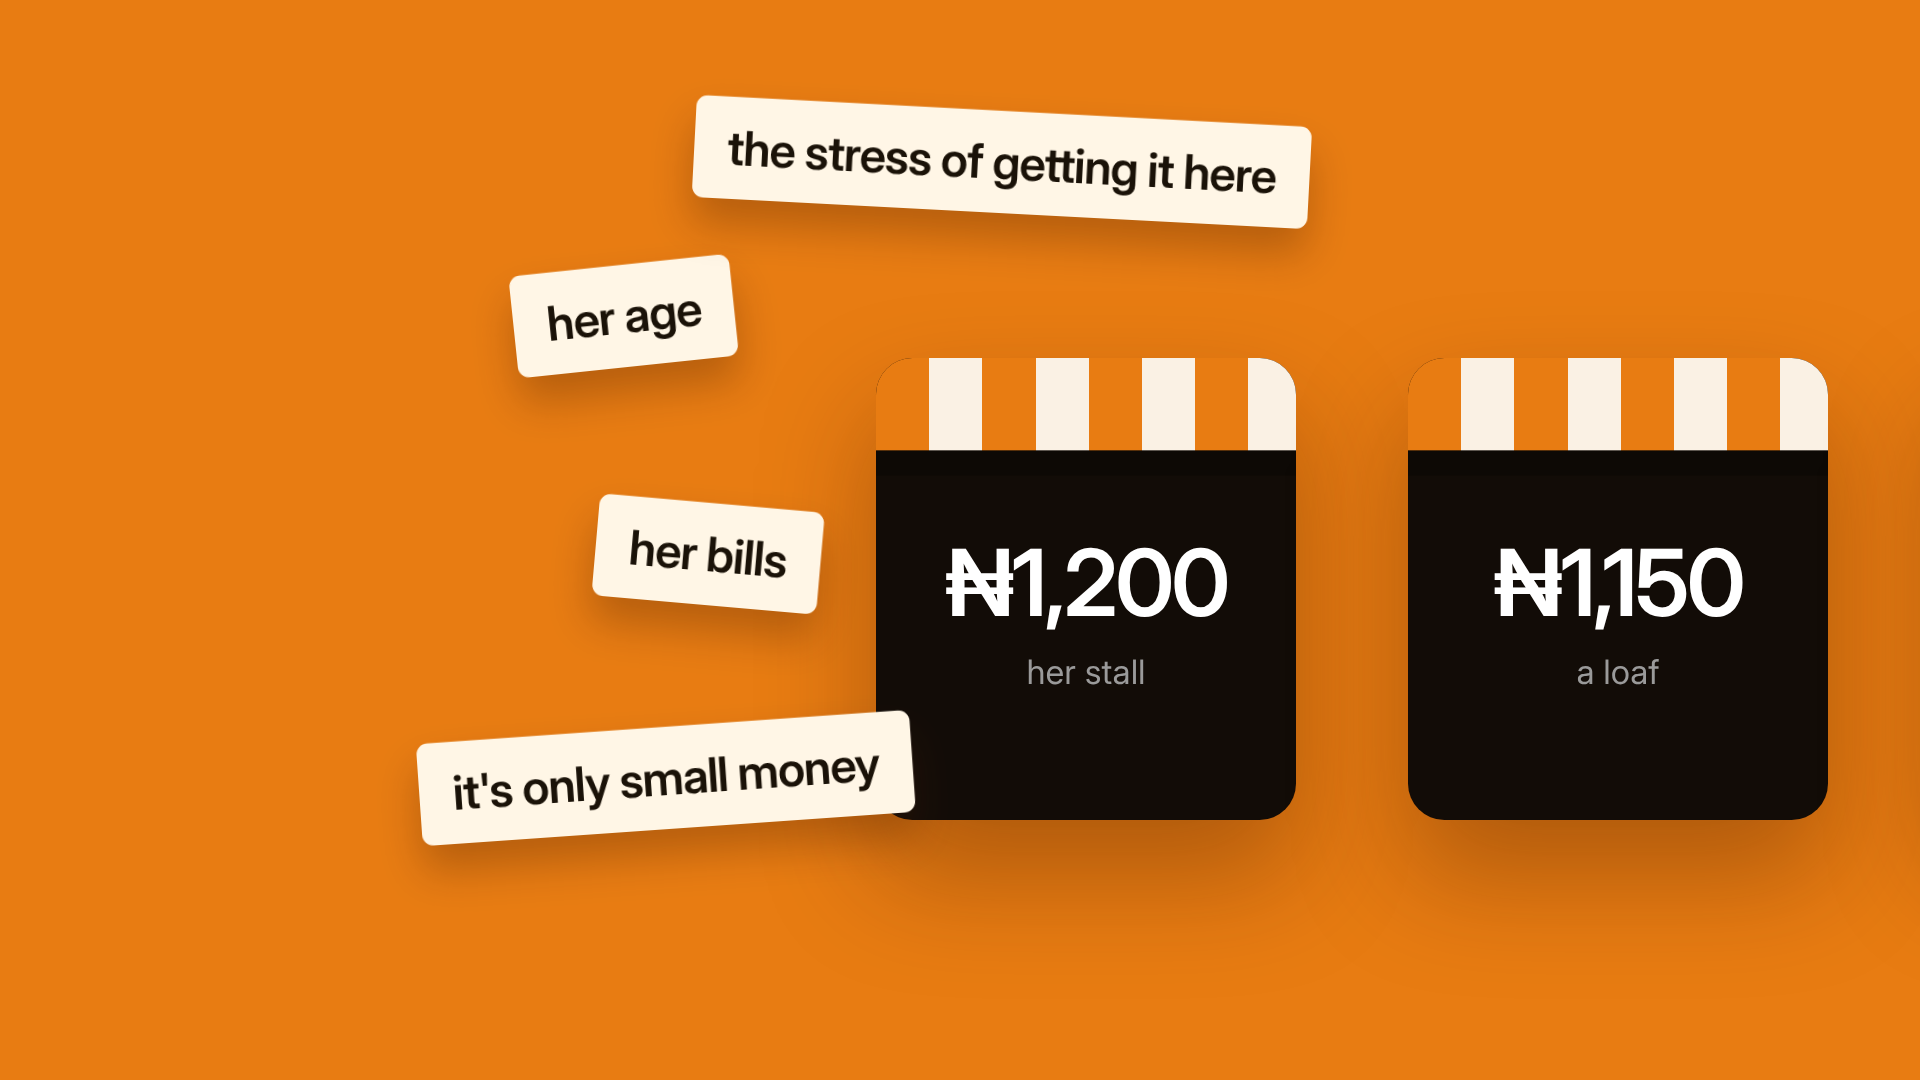 the stress of getting it here
her age
her bills
it's only small money
₦1,200
her stall
₦1,150
a loaf